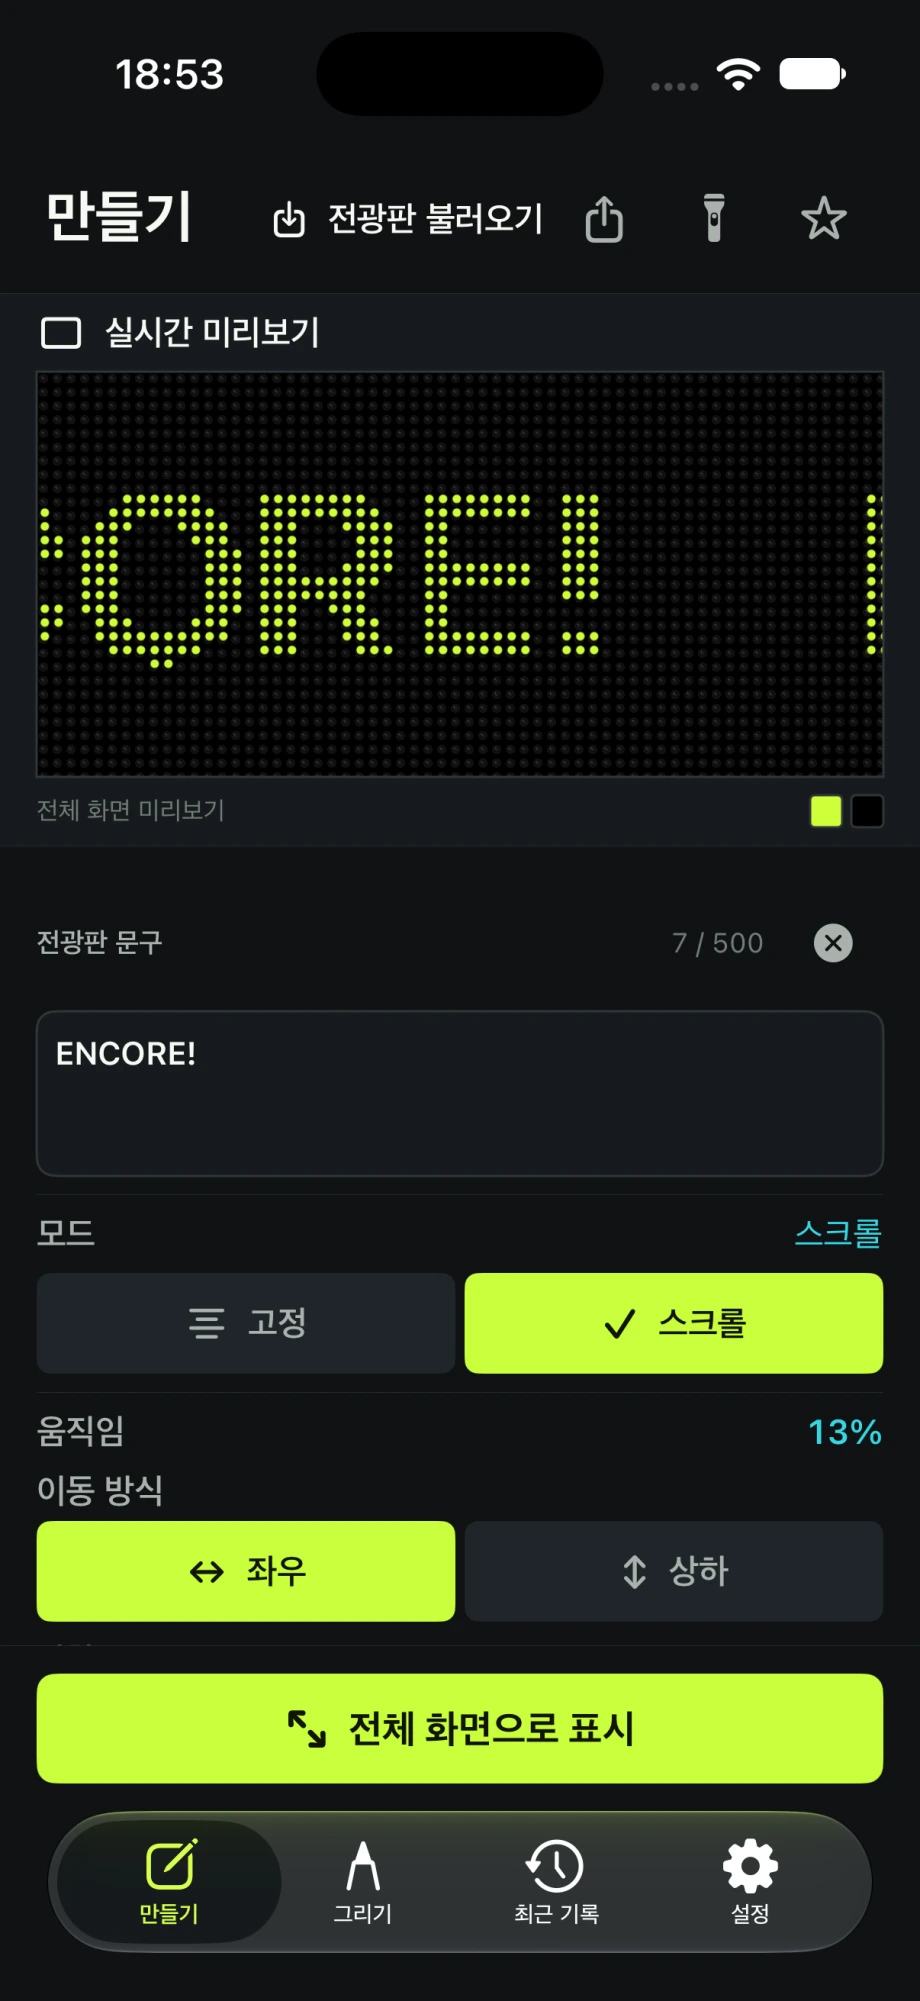 18:53
만들기
전광판 불러오기
실시간 미리보기
ORE!
전체 화면 미리보기
전광판 문구
7 / 500
ENCORE!
모드
스크롤
고정
스크롤
움직임
13%
이동 방식
좌우
상하
전체 화면으로 표시
만들기
그리기
최근 기록
설정